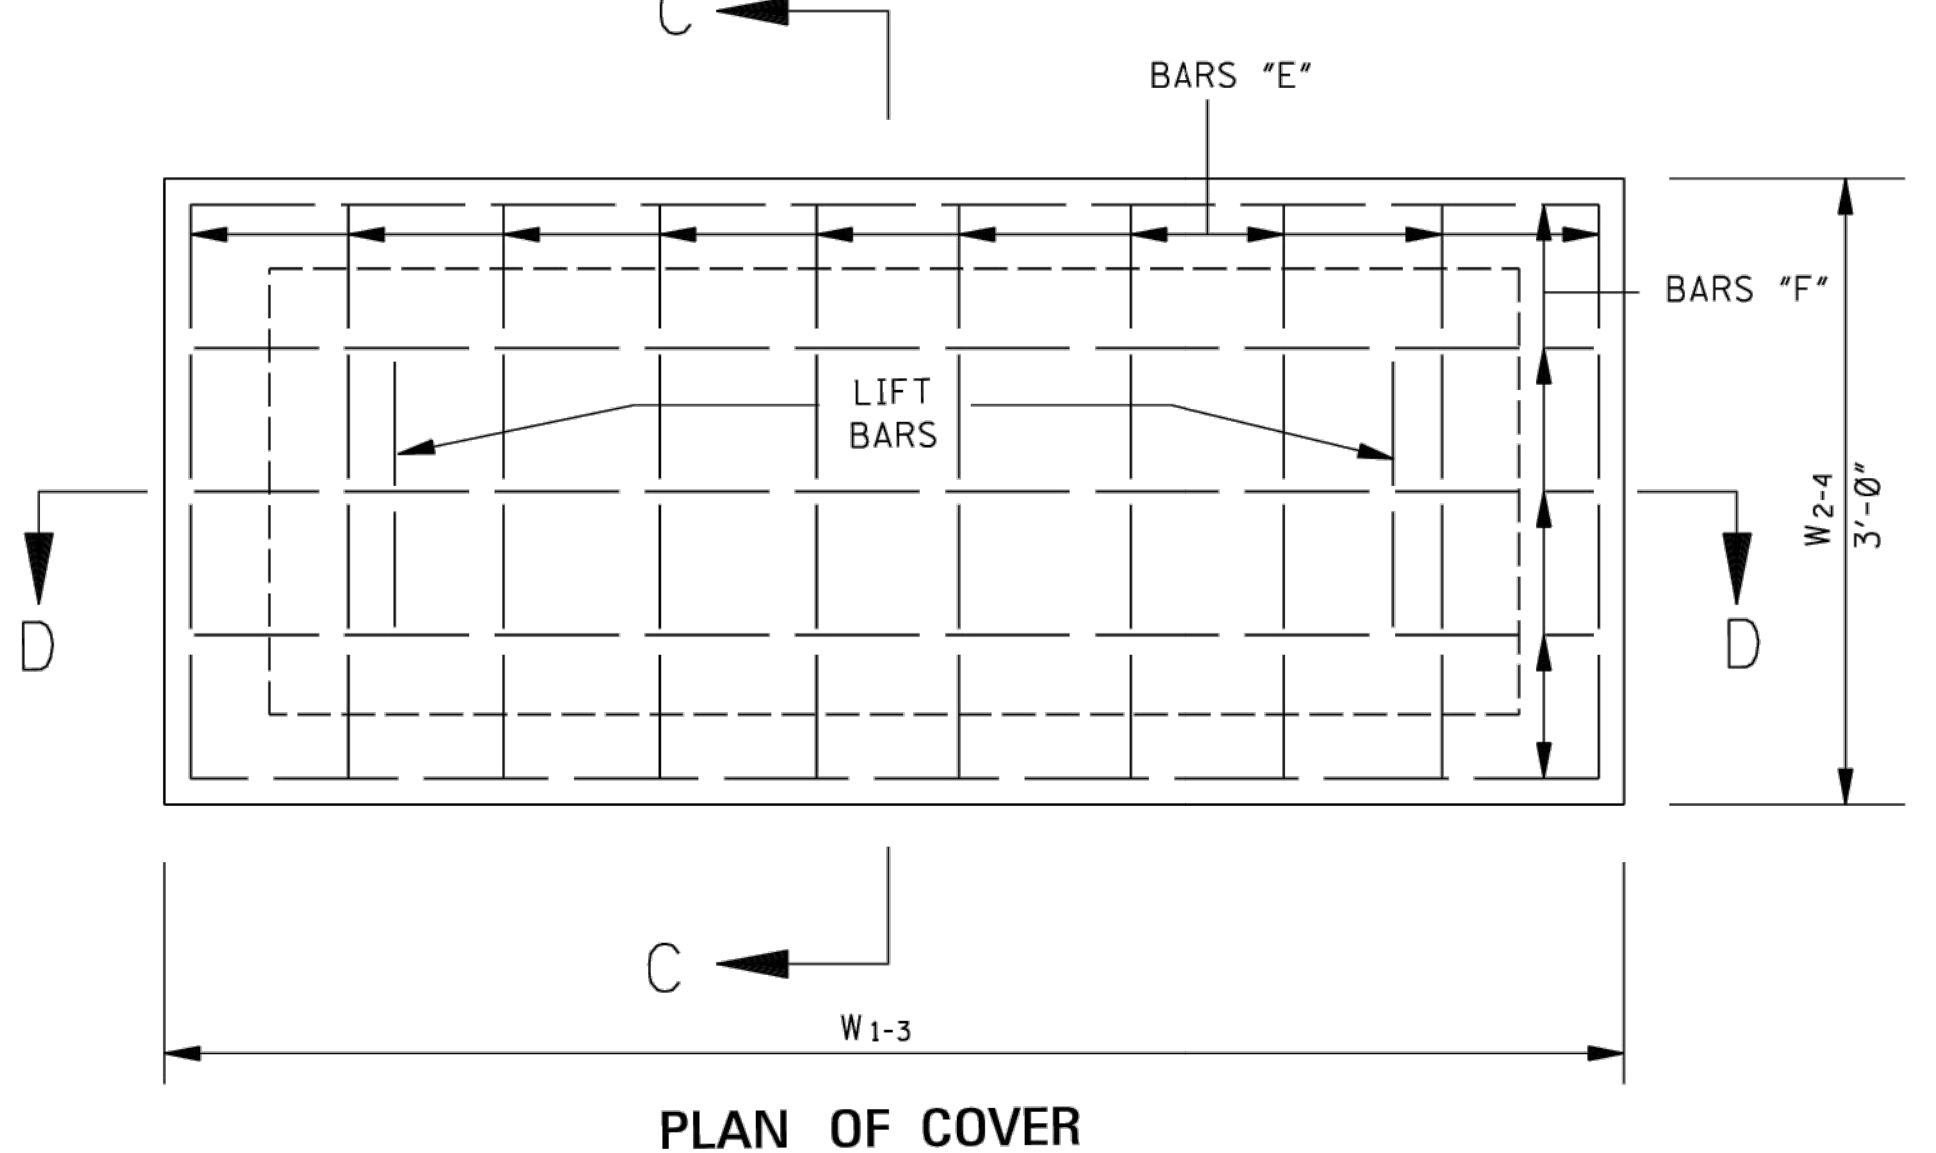 C
BARS "E"
BARS "F"
LIFT
BARS
W2-4
3'-0"
D
D
C
W1-3
PLAN OF COVER